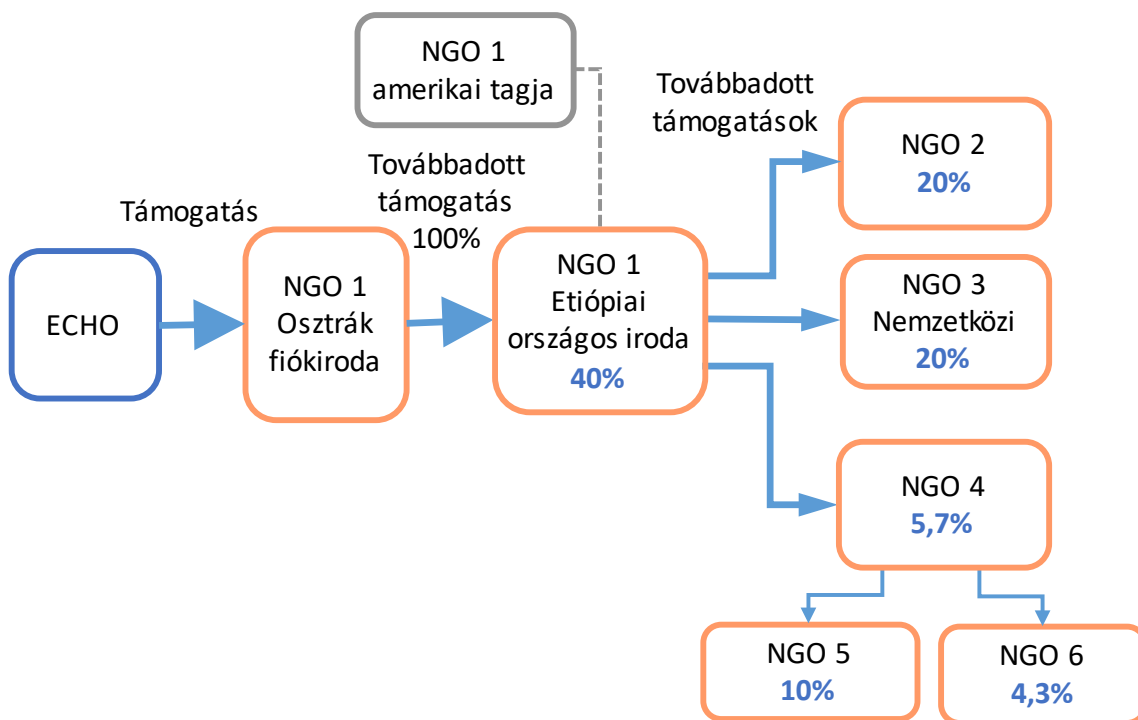 NGO 1
amerikai tagja
Továbbadott
támogatások
NGO 2
20%
Továbbadott
támogatás
100%
Támogatás
ECHO
NGO 1
Osztrák
fiókiroda
NGO 1
Etiópiai
országos iroda
40%
NGO 3
Nemzetközi
20%
NGO 4
5,7%
NGO 5
10%
NGO 6
4,3%